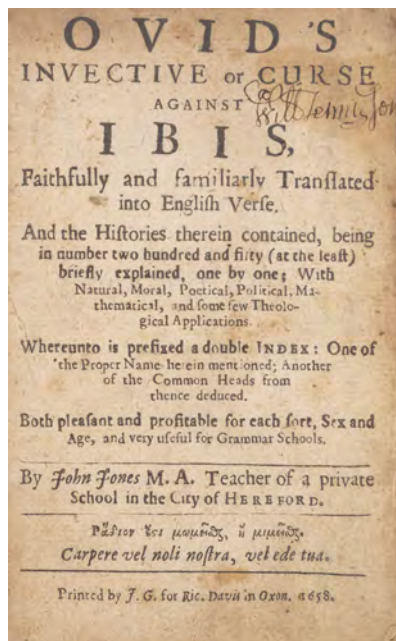 OVID'S
INVECTIVE or CURSE
AGAINST
IBIS,
Faithfully and familiarly Tranſlated
into Engliſh Verſe.
And the Hiſtories therein contained, being
in number two hundred and fifty (at the leaſt)
briefly explained, one by one; With
Natural, Moral, Poetical, Political, Ma-
thematical, and ſome few Theolo-
gical Applications.
Whereunto is prefixed a double INDEX: One of
the Proper Name herein mentioned; Another
of the Common Heads from
thence deduced.
Both pleaſant and profitable for each ſort, Sex and
Age, and very uſeful for Grammar Schools.
By John Jones M. A. Teacher of a private
School in the City of HEREFORD.
Carpere vel noli noſtra, vel ede tua.
Printed by J. G. for Ric. Davis in Oxon. 1658.